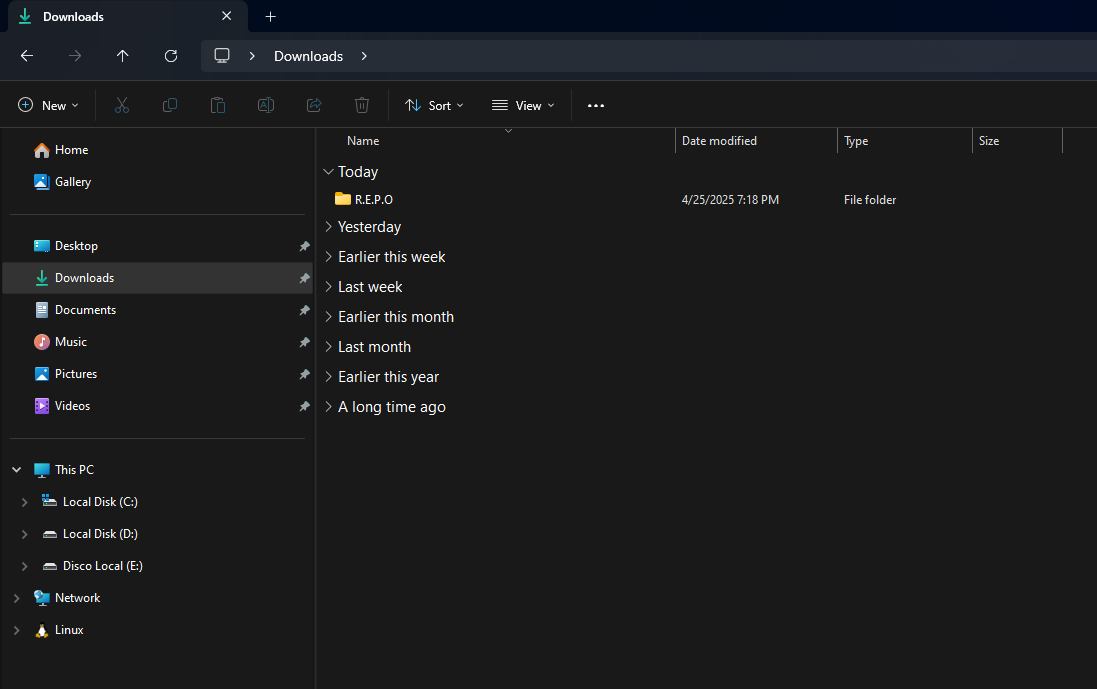 Downloads
Downloads
New Sort View
Name Date modified Type Size
Home
Gallery
Desktop
Downloads
Documents
Music
Pictures
Videos
This PC
Local Disk (C:)
Local Disk (D:)
Disco Local (E:)
Network
Linux
Today
R.E.P.O 4/25/2025 7:18 PM File folder
Yesterday
Earlier this week
Last week
Earlier this month
Last month
Earlier this year
A long time ago